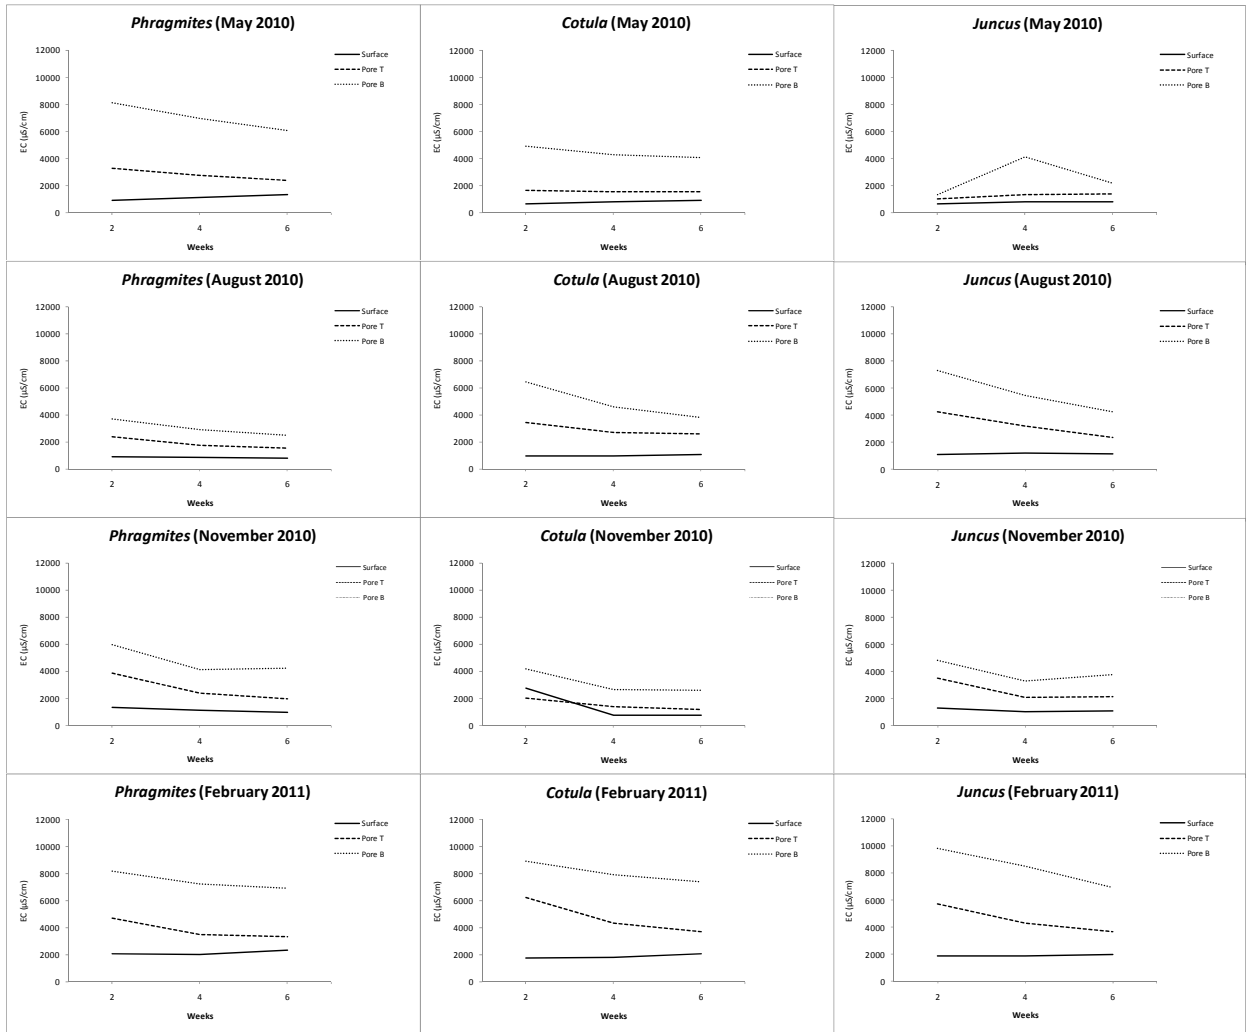 Phragmites (May 2010)
12000
10000
8000
6000
4000
2000
0
EC (µS/cm)
2 4 6
Weeks
Surface
Pore T
Pore B
Cotula (May 2010)
12000
10000
8000
6000
4000
2000
0
EC (µS/cm)
2 4 6
Weeks
Surface
Pore T
Pore B
Juncus (May 2010)
12000
10000
8000
6000
4000
2000
0
EC (µS/cm)
2 4 6
Weeks
Surface
Pore T
Pore B
Phragmites (August 2010)
12000
10000
8000
6000
4000
2000
0
EC (µS/cm)
2 4 6
Weeks
Surface
Pore T
Pore B
Cotula (August 2010)
12000
10000
8000
6000
4000
2000
0
EC (µS/cm)
2 4 6
Weeks
Surface
Pore T
Pore B
Juncus (August 2010)
12000
10000
8000
6000
4000
2000
0
EC (µS/cm)
2 4 6
Weeks
Surface
Pore T
Pore B
Phragmites (November 2010)
12000
10000
8000
6000
4000
2000
0
EC (µS/cm)
2 4 6
Weeks
Surface
Pore T
Pore B
Cotula (November 2010)
12000
10000
8000
6000
4000
2000
0
EC (µS/cm)
2 4 6
Weeks
Surface
Pore T
Pore B
Juncus (November 2010)
12000
10000
8000
6000
4000
2000
0
EC (µS/cm)
2 4 6
Weeks
Surface
Pore T
Pore B
Phragmites (February 2011)
12000
10000
8000
6000
4000
2000
0
EC (µS/cm)
2 4 6
Weeks
Surface
Pore T
Pore B
Cotula (February 2011)
12000
10000
8000
6000
4000
2000
0
EC (µS/cm)
2 4 6
Weeks
Surface
Pore T
Pore B
Juncus (February 2011)
12000
10000
8000
6000
4000
2000
0
EC (µS/cm)
2 4 6
Weeks
Surface
Pore T
Pore B